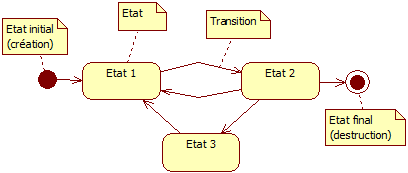 Etat initial
(création)
Etat
Transition
Etat 1
Etat 2
Etat 3
Etat final
(destruction)